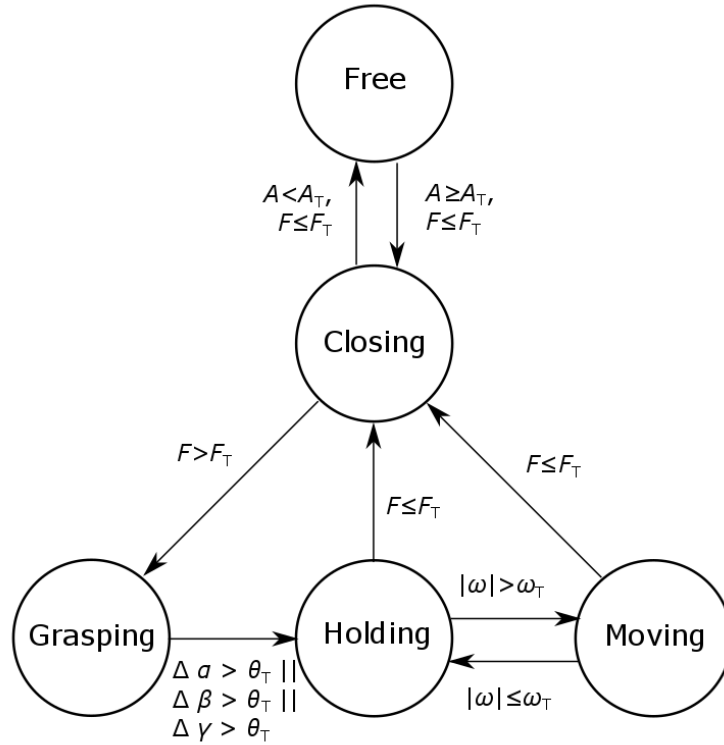 Free
A<A_T,
F≤F_T
A≥A_T,
F≤F_T
Closing
F>F_T
F≤F_T
F≤F_T
|ω|>ω_T
Grasping
Holding
Moving
Δ α > θ_T ||
Δ β > θ_T ||
Δ γ > θ_T
|ω|≤ω_T